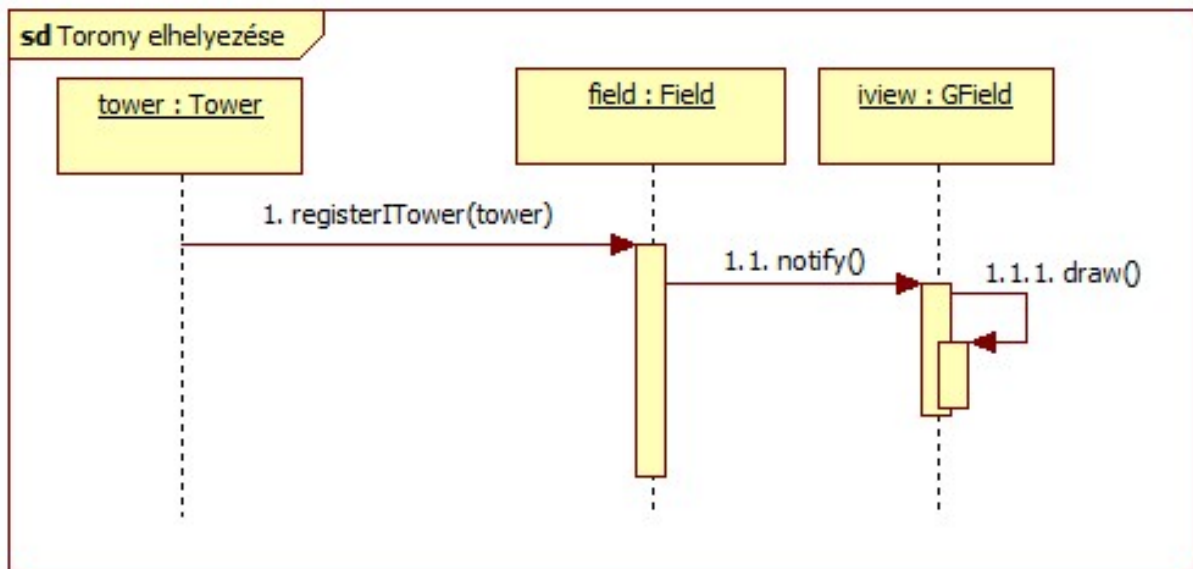 sd Torony elhelyezése
tower : Tower
field : Field
iview : GField
1. registerITower(tower)
1.1. notify()
1.1.1. draw()